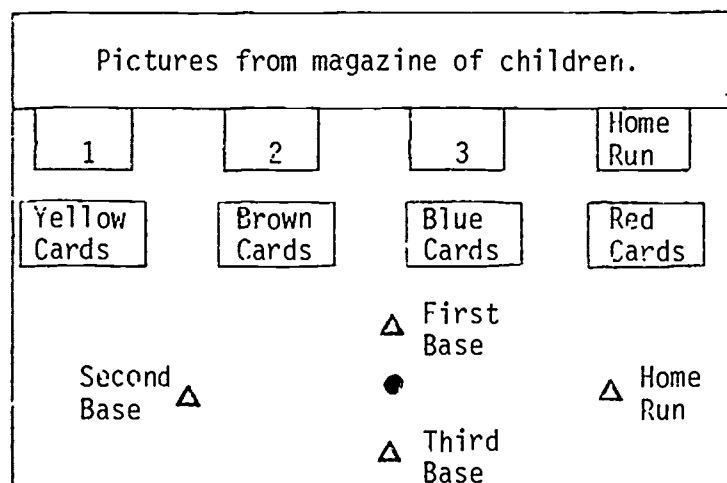 Pictures from magazine of children.
1 2 3 Home
Run
Yellow Brown Blue Red
Cards Cards Cards Cards
First
Base
Second
Base
Home
Run
Third
Base